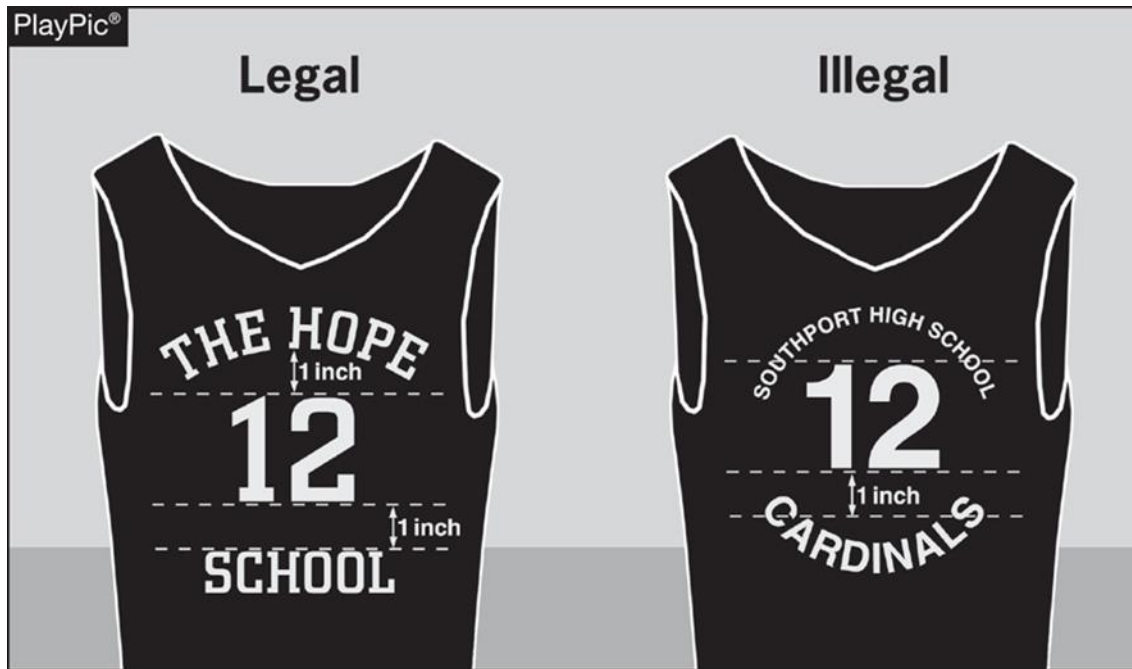 PlayPic®
Legal
THE HOPE
1 inch
12
1 inch
SCHOOL
Illegal
SOUTHPORT HIGH SCHOOL
12
1 inch
CARDINALS